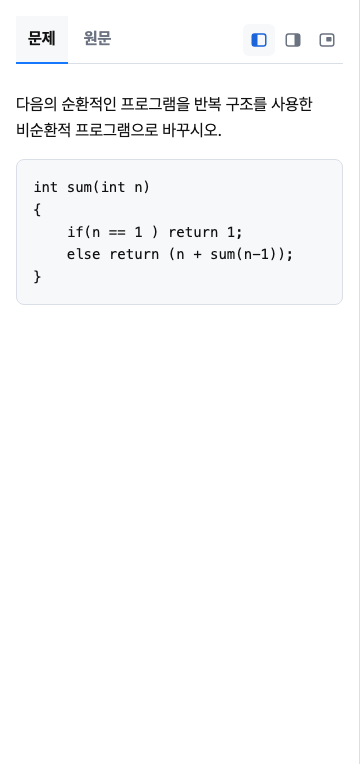 문제 원문
다음의 순환적인 프로그램을 반복 구조를 사용한
비순환적 프로그램으로 바꾸시오.
int sum(int n)
{
    if(n == 1 ) return 1;
    else return (n + sum(n-1));
}